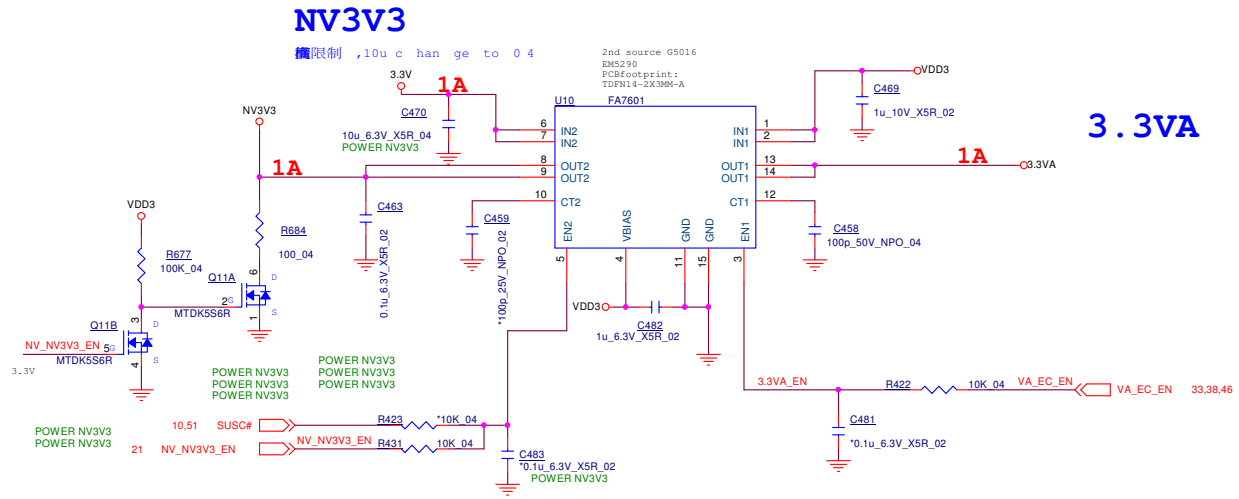 NV3V3
限制 ,10u c han ge to 0 4
2nd source G5016
EM5290
PCBfootprint:
TDFN14-2X3MM-A
3.3V
1A
C470
10u_6.3V_X5R_04
POWER NV3V3
U10
FA7601
VDD3
C469
1u_10V_X5R_02
3.3VA
NV3V3
1A
6
7
8
9
10
IN2
IN2
OUT2
OUT2
CT2
IN1
IN1
OUT1
OUT1
CT1
1
2
13
14
12
1A
3.3VA
EN2
VBIAS
GND
GND
EN1
5
4
11
15
3
VDD3
R677
100K_04
R684
100_04
C463
0.1u_6.3V_X5R_02
C459
*100p_25V_NPO_02
C458
100p_50V_NPO_04
Q11A
6
D
2
G
MTDK5S6R
1
S
Q11B
3
D
NV_NV3V3_EN
5
G
MTDK5S6R
4
S
3.3V
VDD3
C482
1u_6.3V_X5R_02
POWER NV3V3
POWER NV3V3
POWER NV3V3
POWER NV3V3
POWER NV3V3
POWER NV3V3
3.3VA_EN
R422
10K_04
VA_EC_EN
VA_EC_EN
33,38,46
C481
*0.1u_6.3V_X5R_02
POWER NV3V3
POWER NV3V3
10,51
SUSC#
R423
*10K_04
21
NV_NV3V3_EN
NV_NV3V3_EN
R431
10K_04
C483
*0.1u_6.3V_X5R_02
POWER NV3V3